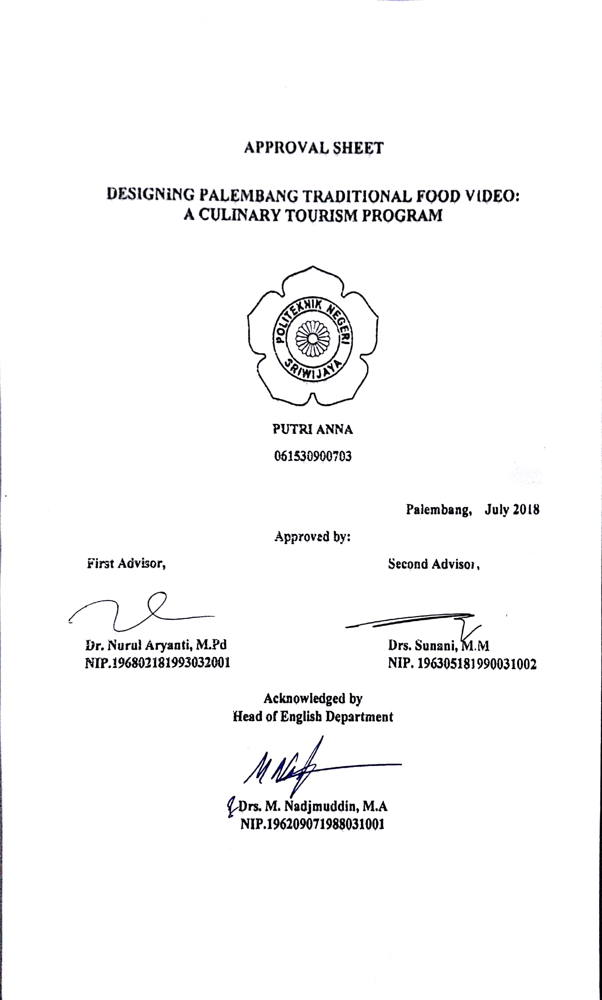 APPROVAL SHEET
DESIGNING PALEMBANG TRADITIONAL FOOD VIDEO:
A CULINARY TOURISM PROGRAM
POLITEKNIK NEGERI
SRIWIJAYA
PUTRI ANNA
061530900703
Palembang, July 2018
Approved by:
First Advisor,
Second Advisor,
Dr. Nurul Aryanti, M.Pd
Drs. Sunani, M.M
NIP.196802181993032001
NIP. 196305181990031002
Acknowledged by
Head of English Department
Drs. M. Nadjmuddin, M.A
NIP.196209071988031001